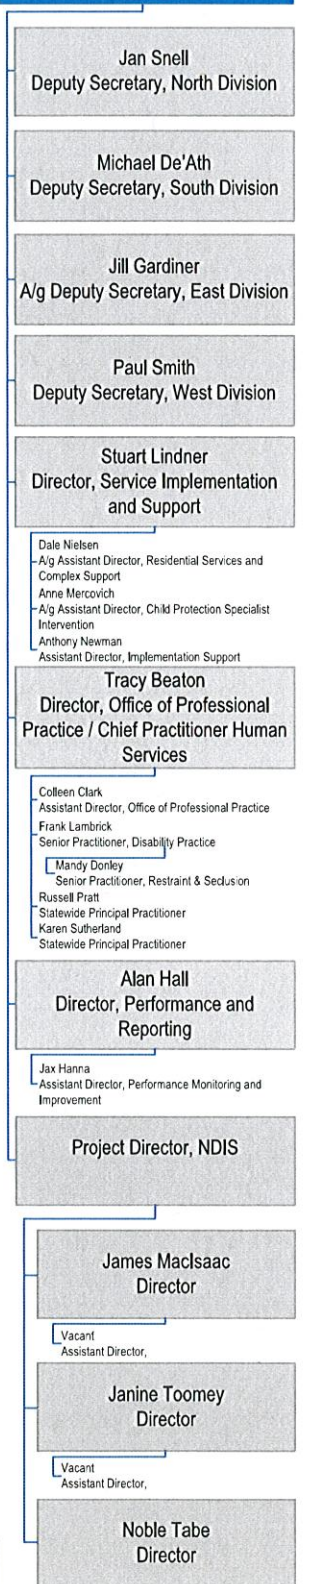 Jan Snell
Deputy Secretary, North Division
Michael De'Ath
Deputy Secretary, South Division
Jill Gardiner
A/g Deputy Secretary, East Division
Paul Smith
Deputy Secretary, West Division
Stuart Lindner
Director, Service Implementation
and Support
Dale Nielsen
A/g Assistant Director, Residential Services and
Complex Support
Anne Mercovich
A/g Assistant Director, Child Protection Specialist
Intervention
Anthony Newman
Assistant Director, Implementation Support
Tracy Beaton
Director, Office of Professional
Practice / Chief Practitioner Human
Services
Colleen Clark
Assistant Director, Office of Professional Practice
Frank Lambrick
Senior Practitioner, Disability Practice
Mandy Donley
Senior Practitioner, Restraint & Seclusion
Russell Pratt
Statewide Principal Practitioner
Karen Sutherland
Statewide Principal Practitioner
Alan Hall
Director, Performance and
Reporting
Jax Hanna
Assistant Director, Performance Monitoring and
Improvement
Project Director, NDIS
James MacIsaac
Director
Vacant
Assistant Director,
Janine Toomey
Director
Vacant
Assistant Director,
Noble Tabe
Director